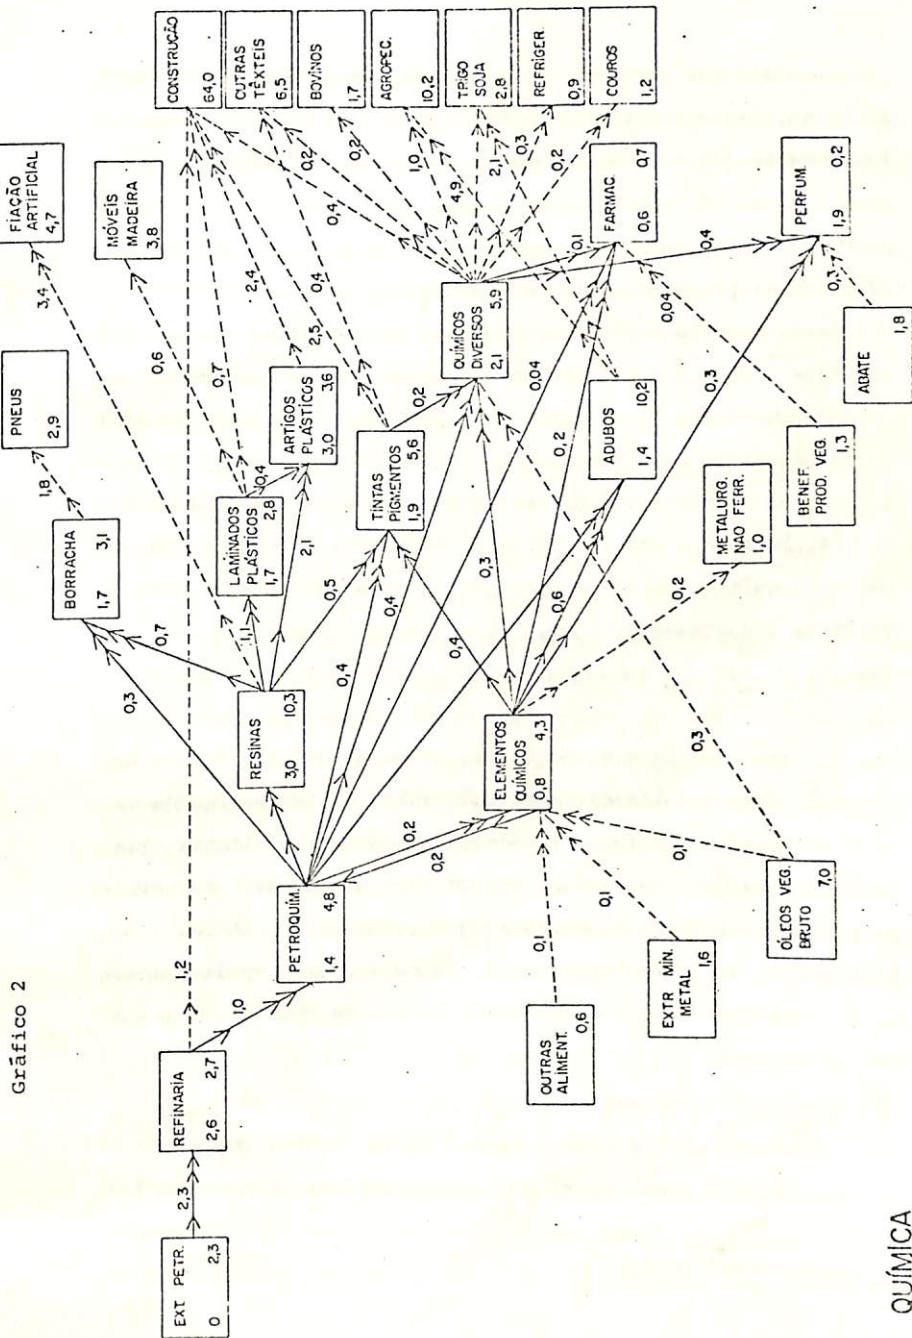 Gráfico 2
EXT PETR.
0 2,3
2,3
REFINARIA
2,6 2,7
1,2
1,0
PETROQUÍM.
1,4 4,8
0,3
0,2
0,2
OUTRAS
ALIMENT.
0,6
0,1
EXTR MIN.
METAL
1,6
0,1
ÓLEOS VEG.
BRUTO
7,0
0,1
0,3
ELEMENTOS
QUÍMICOS
0,8 4,3
RESINAS
3,0 10,3
0,7
1,1
2,1
0,5
0,4
0,4
0,4
0,3
0,6
0,2
BORRACHA
1,7 3,1
1,8
PNEUS
2,9
LAMINADOS
PLÁSTICOS
1,7 2,8
0,4
ARTIGOS
PLÁSTICOS
3,0 3,6
TINTAS
PIGMENTOS
1,9 5,6
0,2
QUÍMICOS
DIVERSOS
2,1 5,9
0,04
0,2
0,3
ADUBOS
1,4 10,2
METALURG.
NAO FERR.
1,0
BENEF.
PROD. VEG.
1,3
0,04
ABATE
1,8
0,3
3,4
FIAÇÃO
ARTIFICIAL
4,7
0,6
MÓVEIS
MADEIRA
3,8
0,7
2,4
2,5
0,4
0,4
0,2
0,2
1,0
4,9
2,1
0,3
0,2
0,1
0,4
CONSTRUÇÃO
64,0
OUTRAS
TÊXTEIS
6,5
BOVINOS
1,7
AGROPEC.
10,2
TRIGO
SOJA
2,8
REFRIGER.
0,9
COUROS
1,2
FARMAC.
0,6 0,7
PERFUM.
1,9 0,2
QUÍMICA